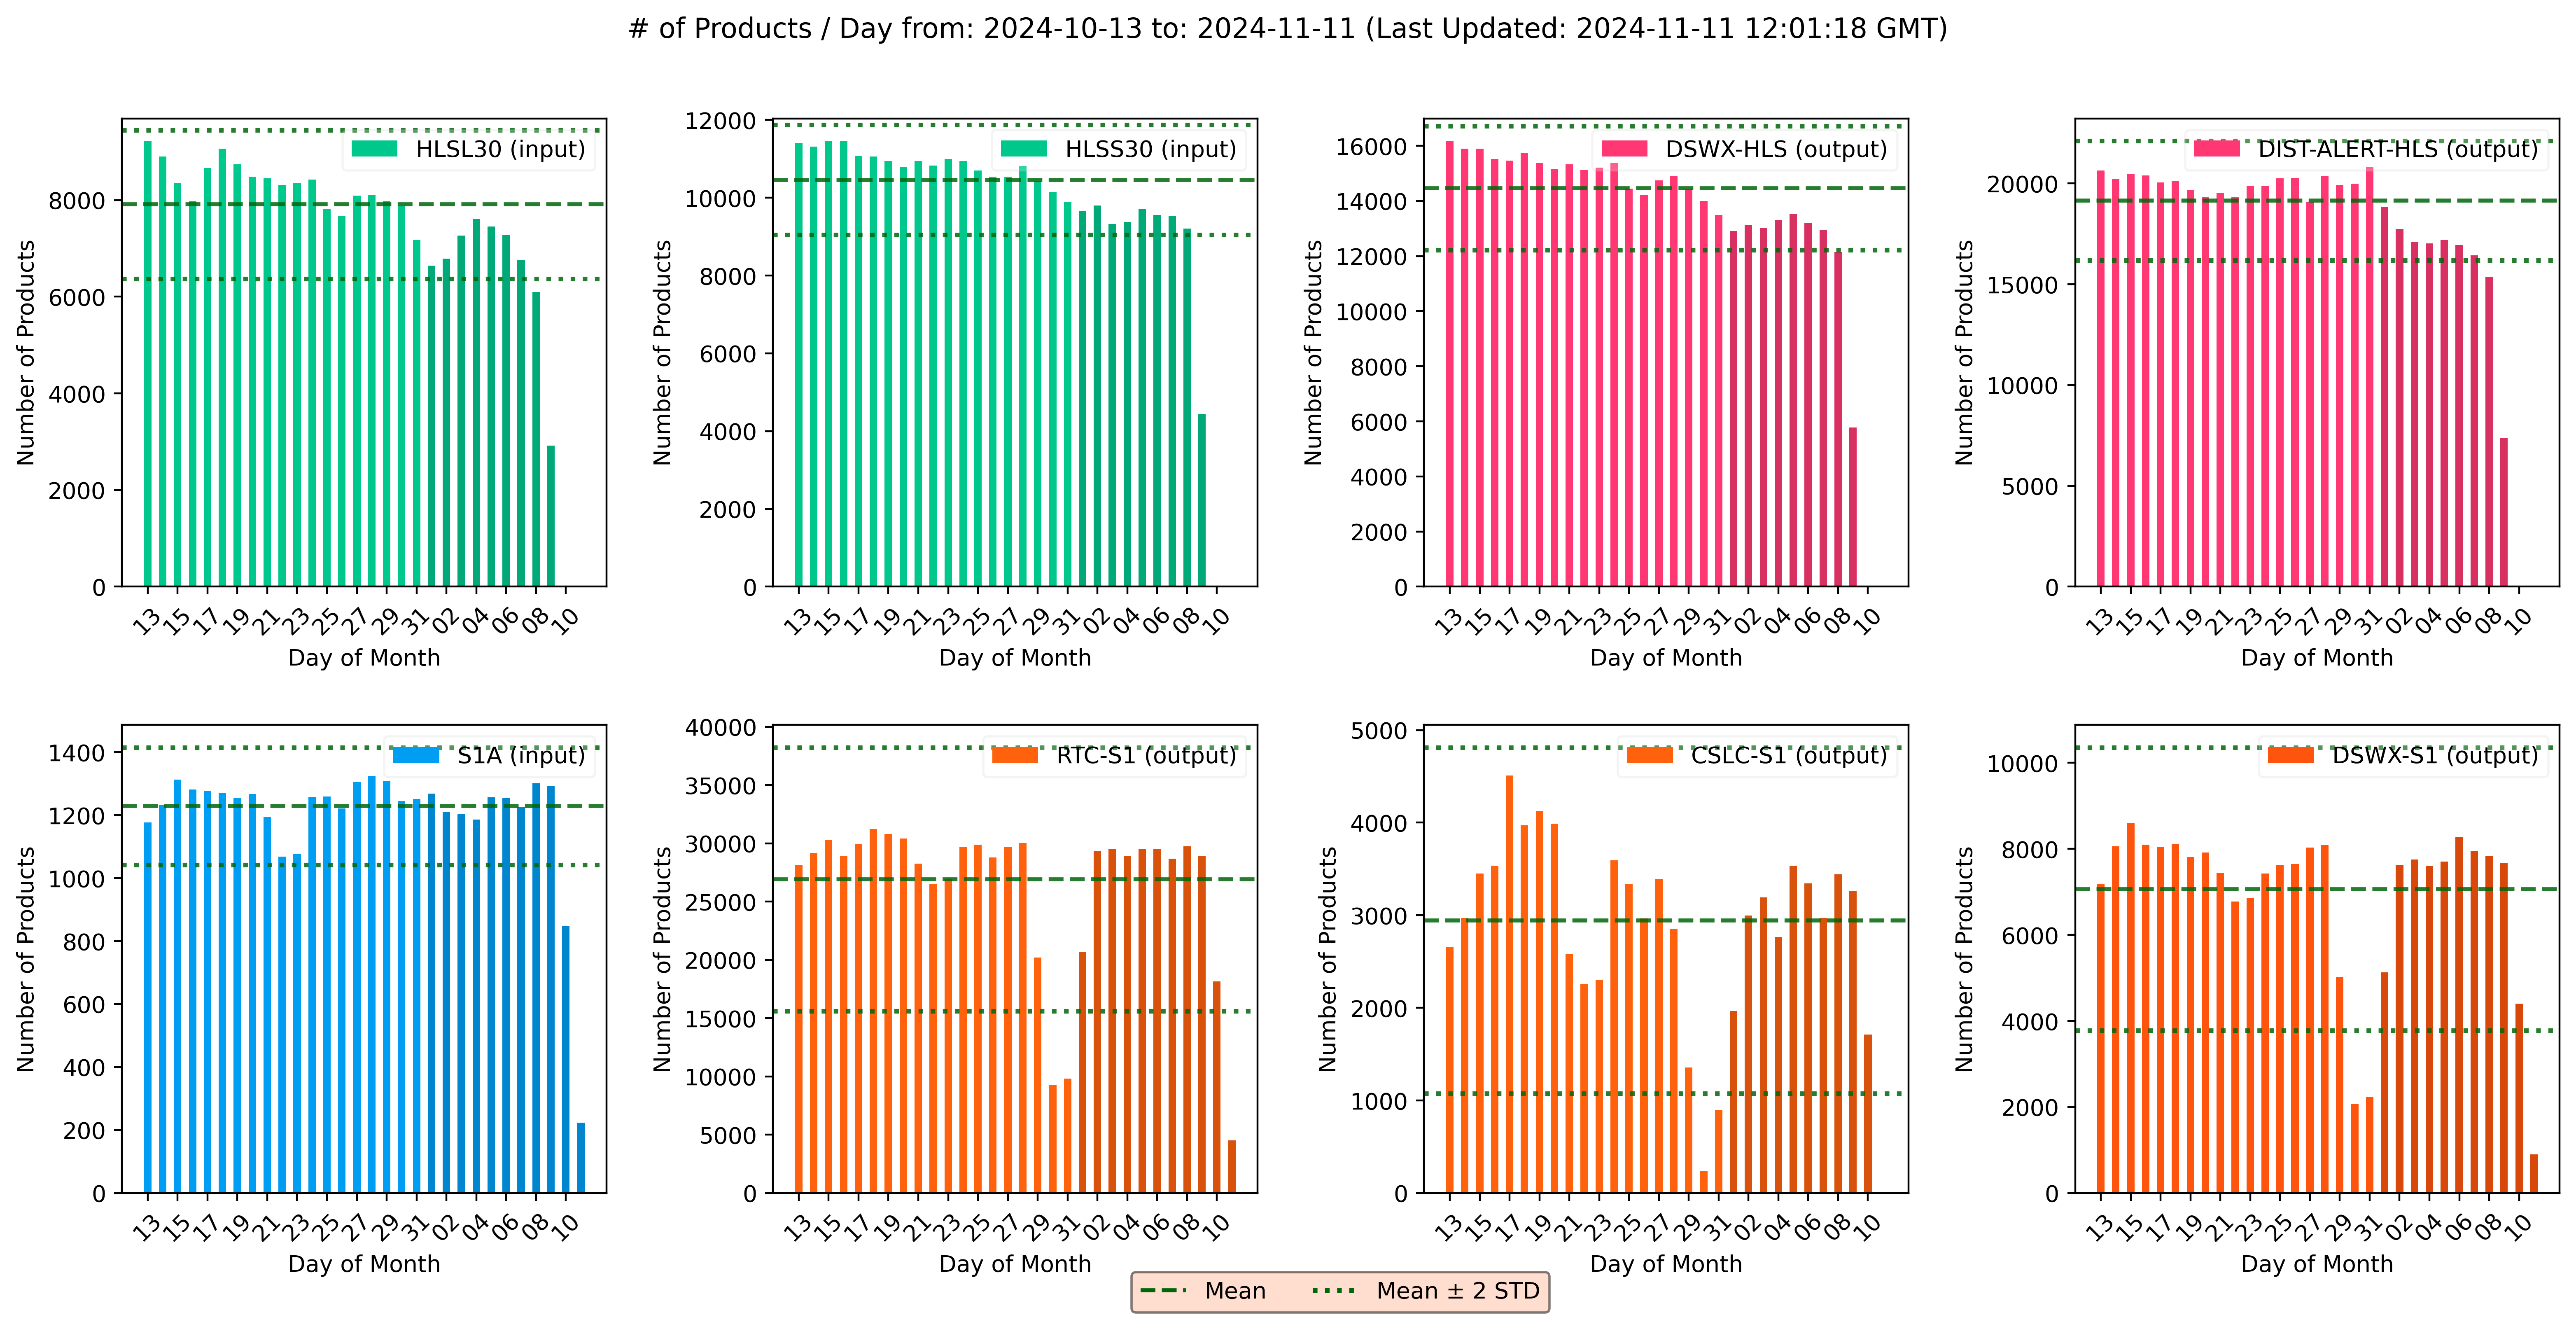 # of Products / Day from: 2024-10-13 to: 2024-11-11 (Last Updated: 2024-11-11 12:01:18 GMT)
HLSL30 (input)
Number of Products
8000
6000
4000
2000
0
13 15 17 19 21 23 25 27 29 31 02 04 06 08 10
Day of Month
HLSS30 (input)
Number of Products
12000
10000
8000
6000
4000
2000
0
13 15 17 19 21 23 25 27 29 31 02 04 06 08 10
Day of Month
DSWX-HLS (output)
Number of Products
16000
14000
12000
10000
8000
6000
4000
2000
0
13 15 17 19 21 23 25 27 29 31 02 04 06 08 10
Day of Month
DIST-ALERT-HLS (output)
Number of Products
20000
15000
10000
5000
0
13 15 17 19 21 23 25 27 29 31 02 04 06 08 10
Day of Month
S1A (input)
Number of Products
1400
1200
1000
800
600
400
200
0
13 15 17 19 21 23 25 27 29 31 02 04 06 08 10
Day of Month
RTC-S1 (output)
Number of Products
40000
35000
30000
25000
20000
15000
10000
5000
0
13 15 17 19 21 23 25 27 29 31 02 04 06 08 10
Day of Month
CSLC-S1 (output)
Number of Products
5000
4000
3000
2000
1000
0
13 15 17 19 21 23 25 27 29 31 02 04 06 08 10
Day of Month
DSWX-S1 (output)
Number of Products
10000
8000
6000
4000
2000
0
13 15 17 19 21 23 25 27 29 31 02 04 06 08 10
Day of Month
Mean
Mean ± 2 STD